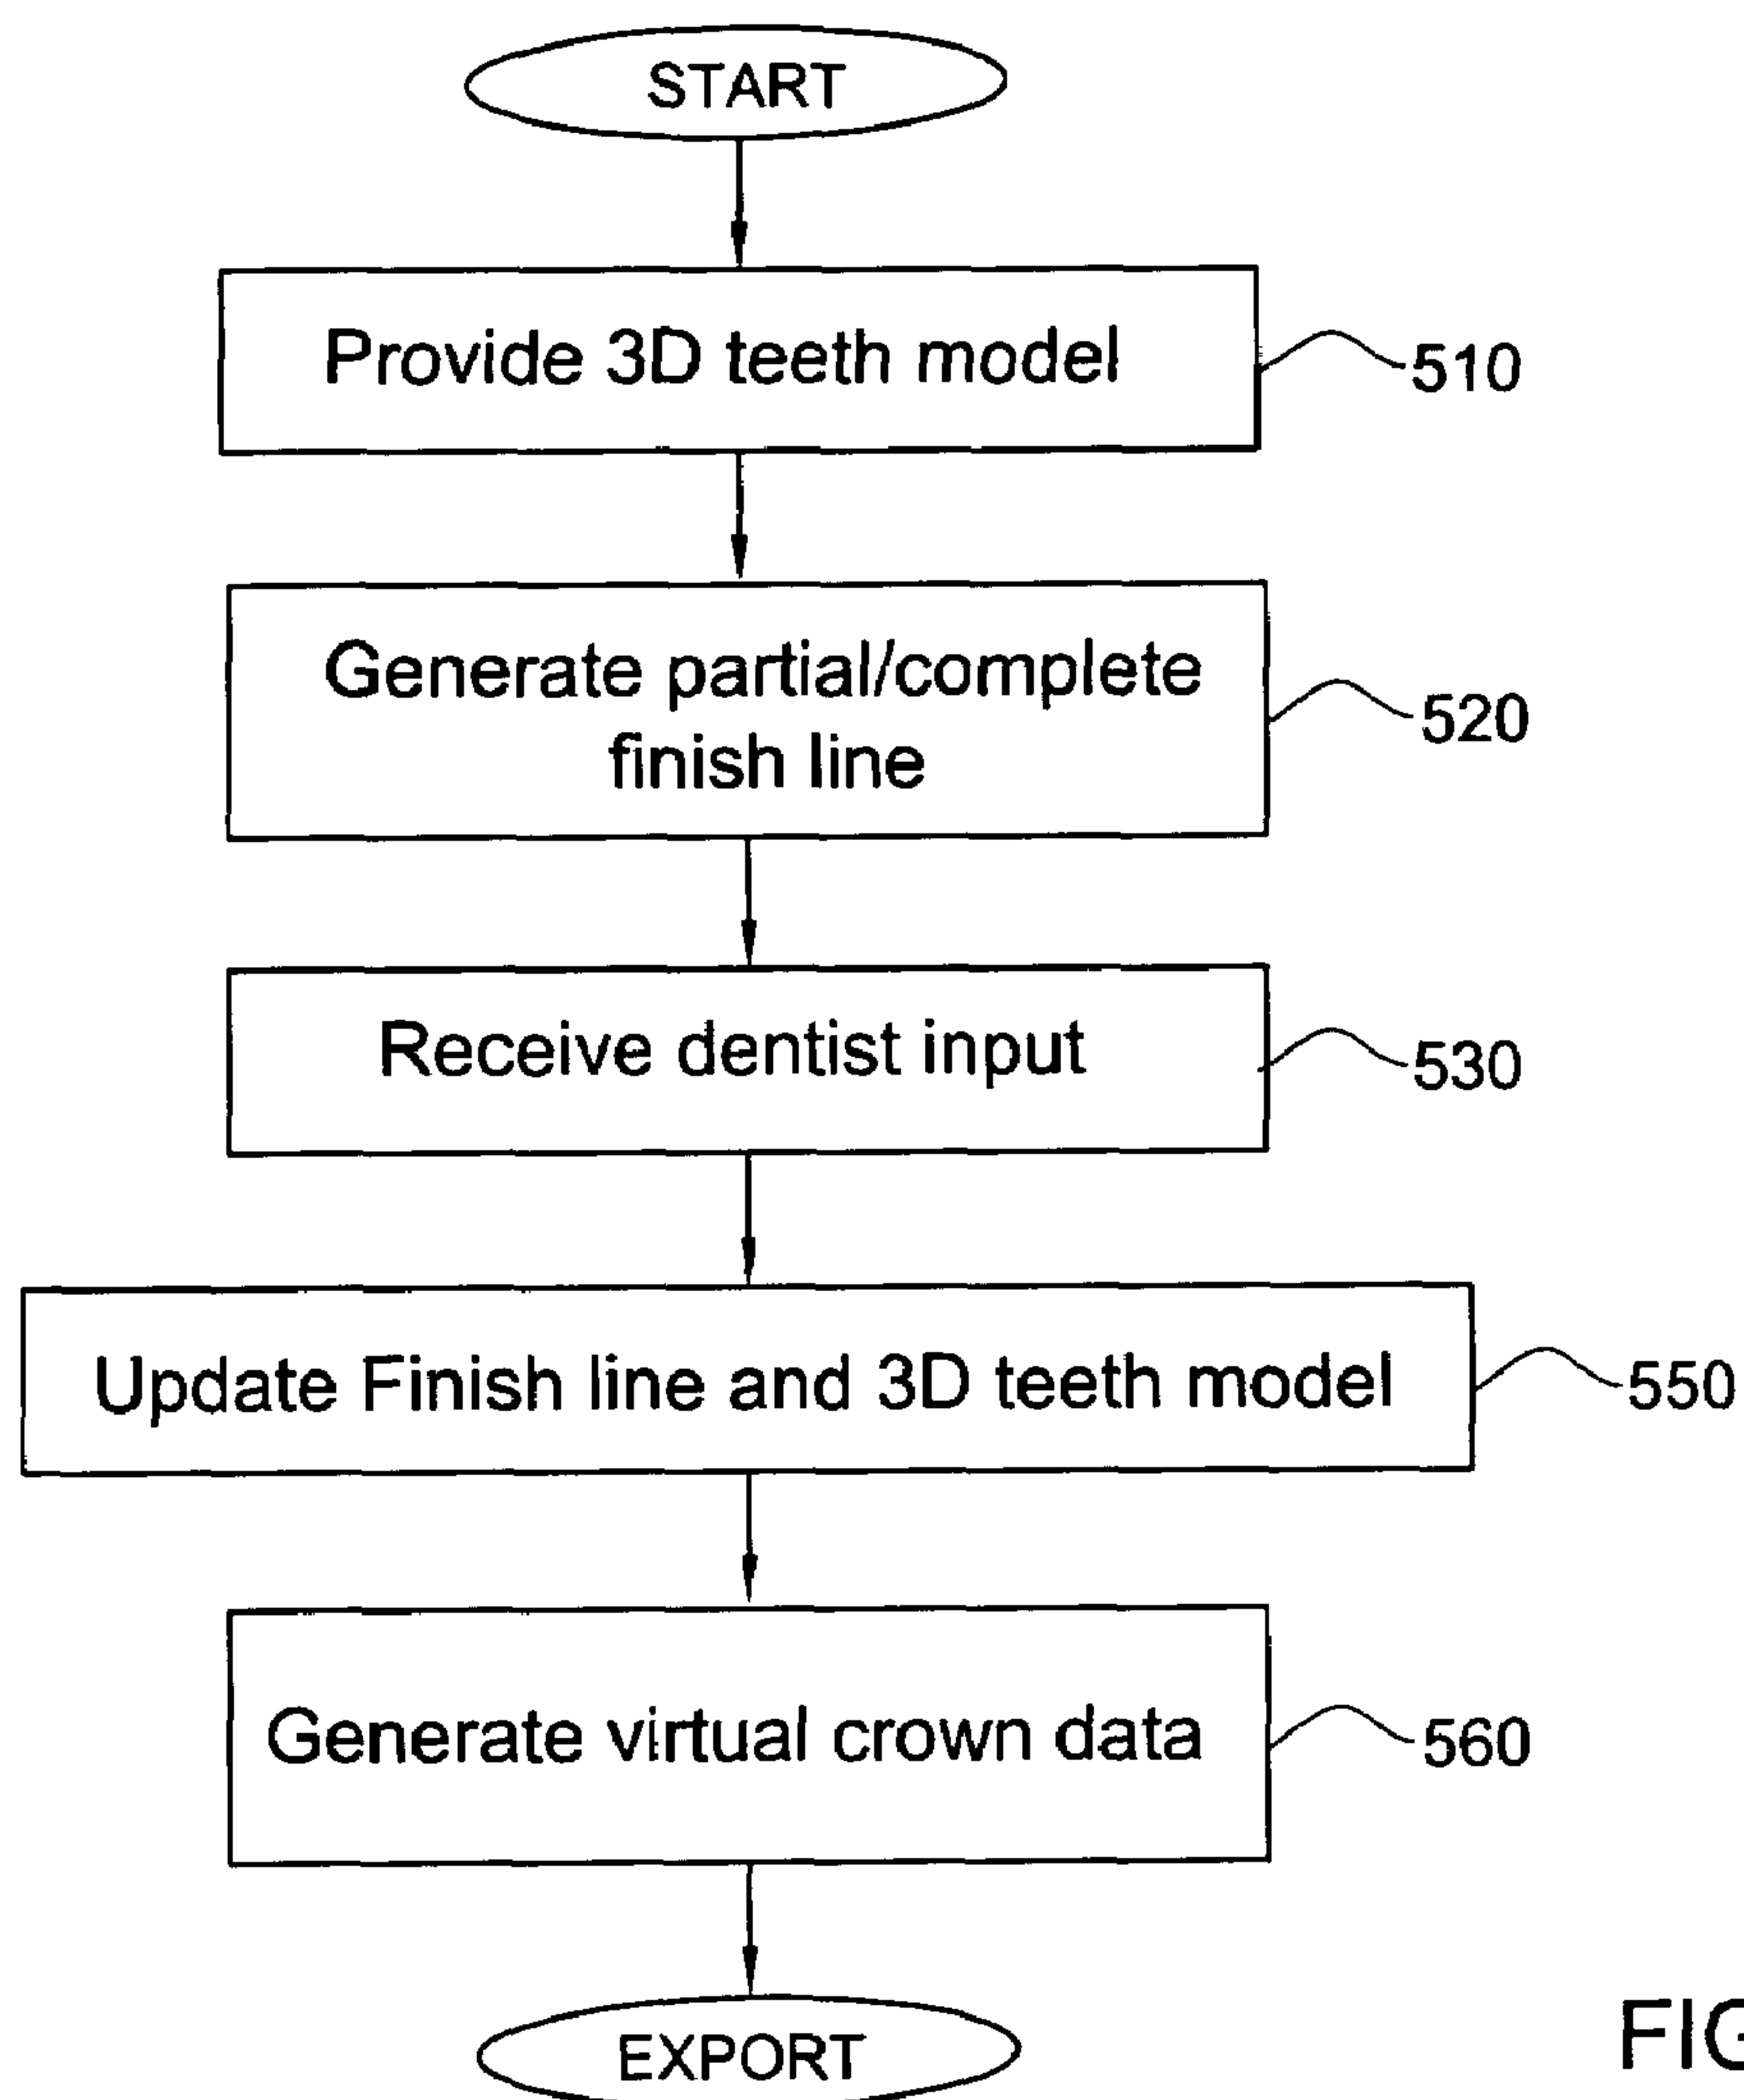 START
Provide 3D teeth model
510
Generate partial/complete
finish line
520
Receive dentist input
530
Update Finish line and 3D teeth model
550
Generate virtual crown data
560
EXPORT